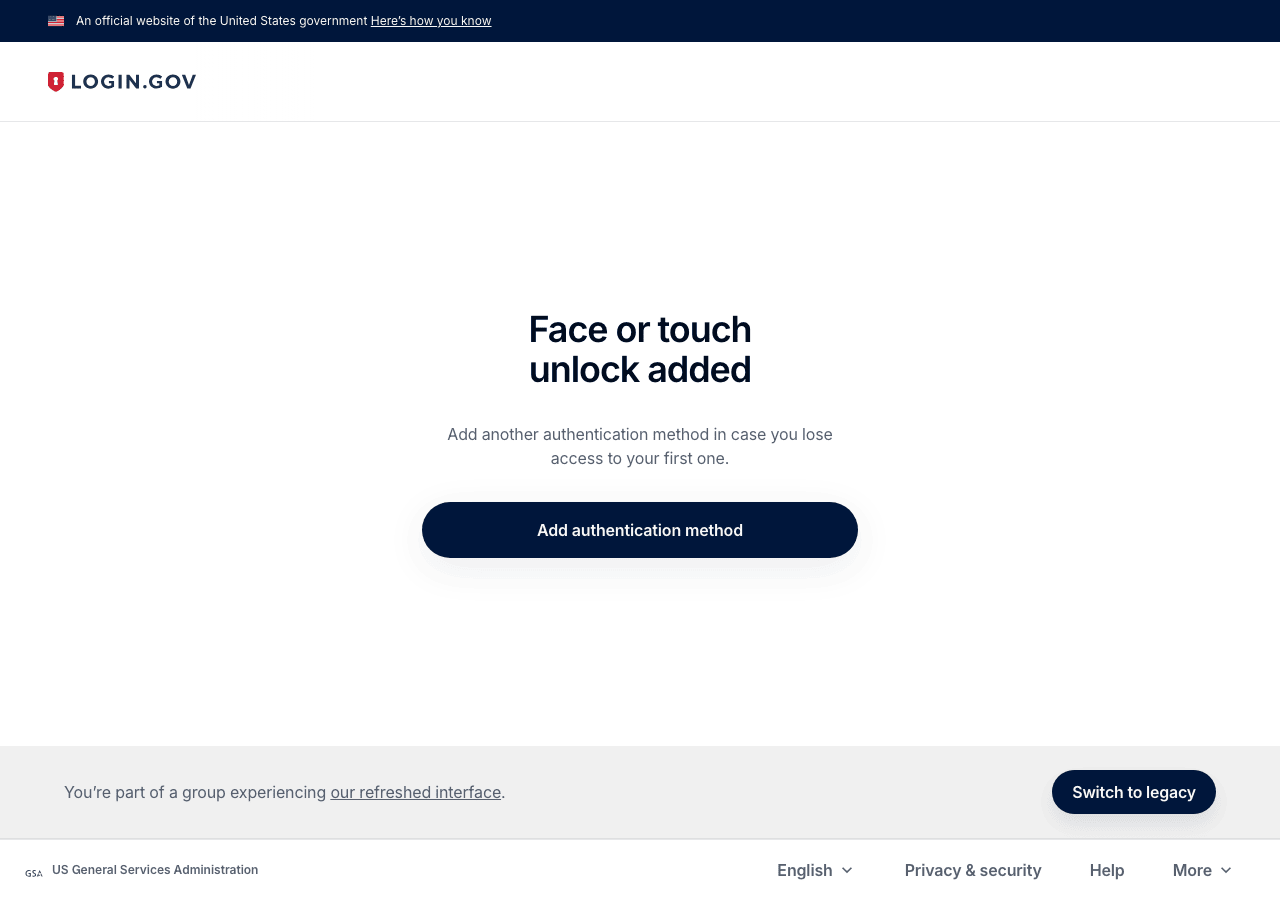 An official website of the United States government Here’s how you know
LOGIN.GOV
Face or touch
unlock added
Add another authentication method in case you lose
access to your first one.
Add authentication method
You’re part of a group experiencing our refreshed interface.
Switch to legacy
GSA US General Services Administration
English
Privacy & security
Help
More